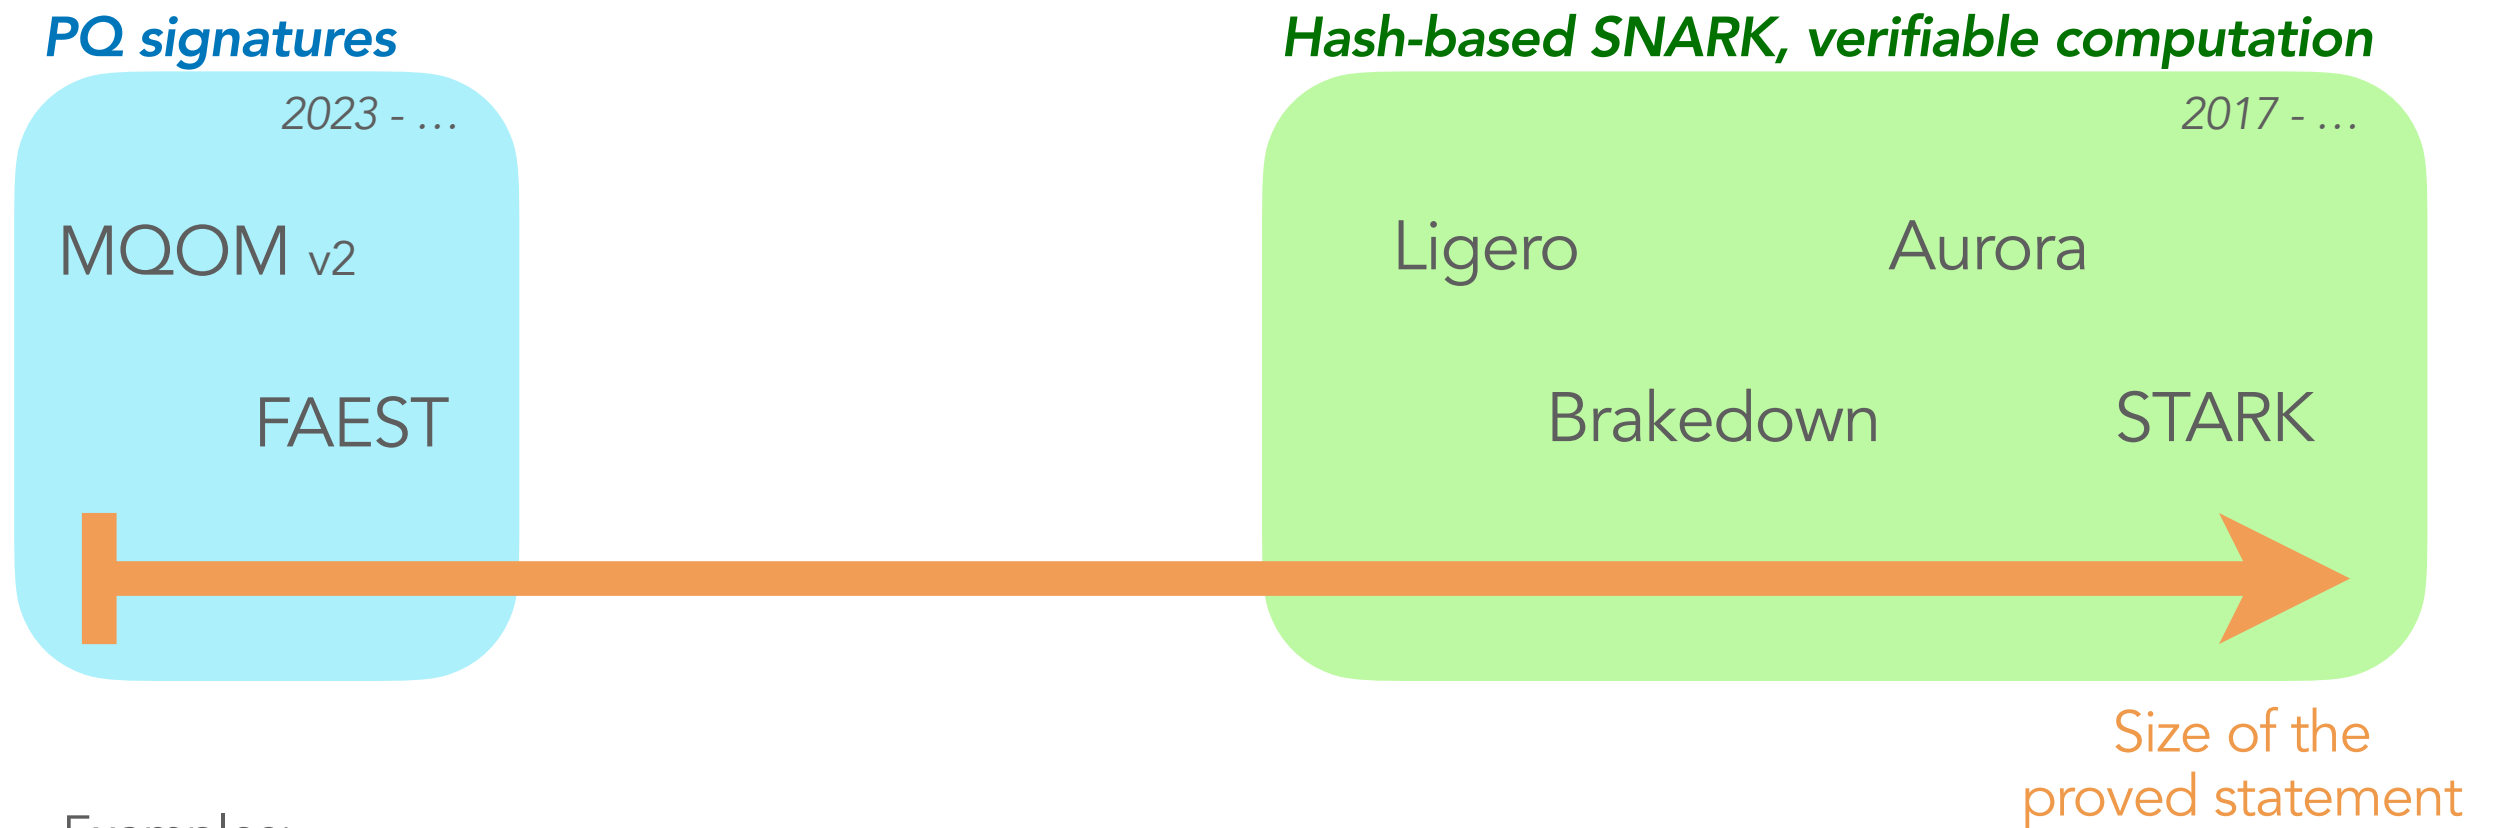 PQ signatures
Hash-based SNARK, verifiable computation
2023 - ...
2017 - ...
MQOM v2
Ligero
Aurora
FAEST
Brakedown
STARK
Size of the
proved statement
Examples: